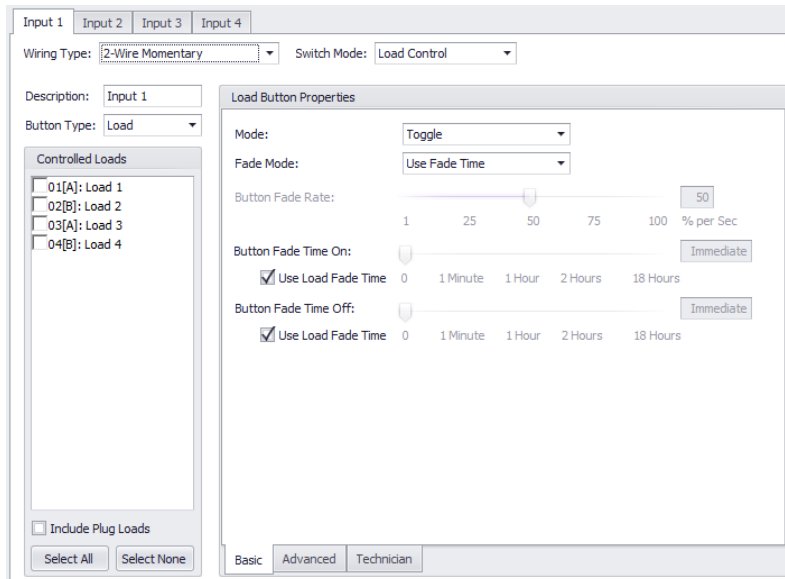 Input 1 Input 2 Input 3 Input 4
Wiring Type: 2-Wire Momentary Switch Mode: Load Control
Description: Input 1
Button Type: Load
Controlled Loads
01[A]: Load 1
02[B]: Load 2
03[A]: Load 3
04[B]: Load 4
Include Plug Loads
Select All Select None
Load Button Properties
Mode: Toggle
Fade Mode: Use Fade Time
Button Fade Rate: 50
1 25 50 75 100 % per Sec
Button Fade Time On: Immediate
Use Load Fade Time 0 1 Minute 1 Hour 2 Hours 18 Hours
Button Fade Time Off: Immediate
Use Load Fade Time 0 1 Minute 1 Hour 2 Hours 18 Hours
Basic Advanced Technician